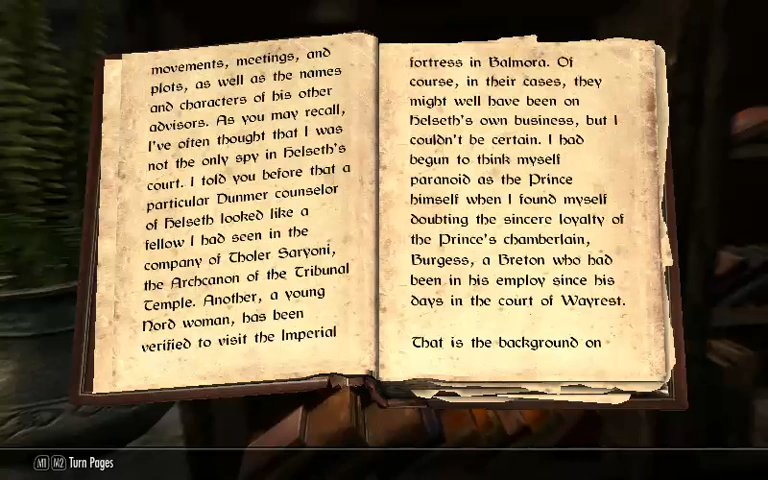 movements, meetings, and
plots, as well as the names
and characters of his other
advisors. As you may recall,
I've often thought that I was
not the only spy in Helseth's
court. I told you before that a
particular Dunmer counselor
of Helseth looked like a
fellow I had seen in the
company of Tholer Saryoni,
the Archcanon of the Tribunal
Temple. Another, a young
Nord woman, has been
verified to visit the Imperial
fortress in Balmora. Of
course, in their cases, they
might well have been on
Helseth's own business, but I
couldn't be certain. I had
begun to think myself
paranoid as the Prince
himself when I found myself
doubting the sincere loyalty of
the Prince's chamberlain,
Burgess, a Breton who had
been in his employ since his
days in the court of Wayrest.
That is the background on
M1 M2 Turn Pages